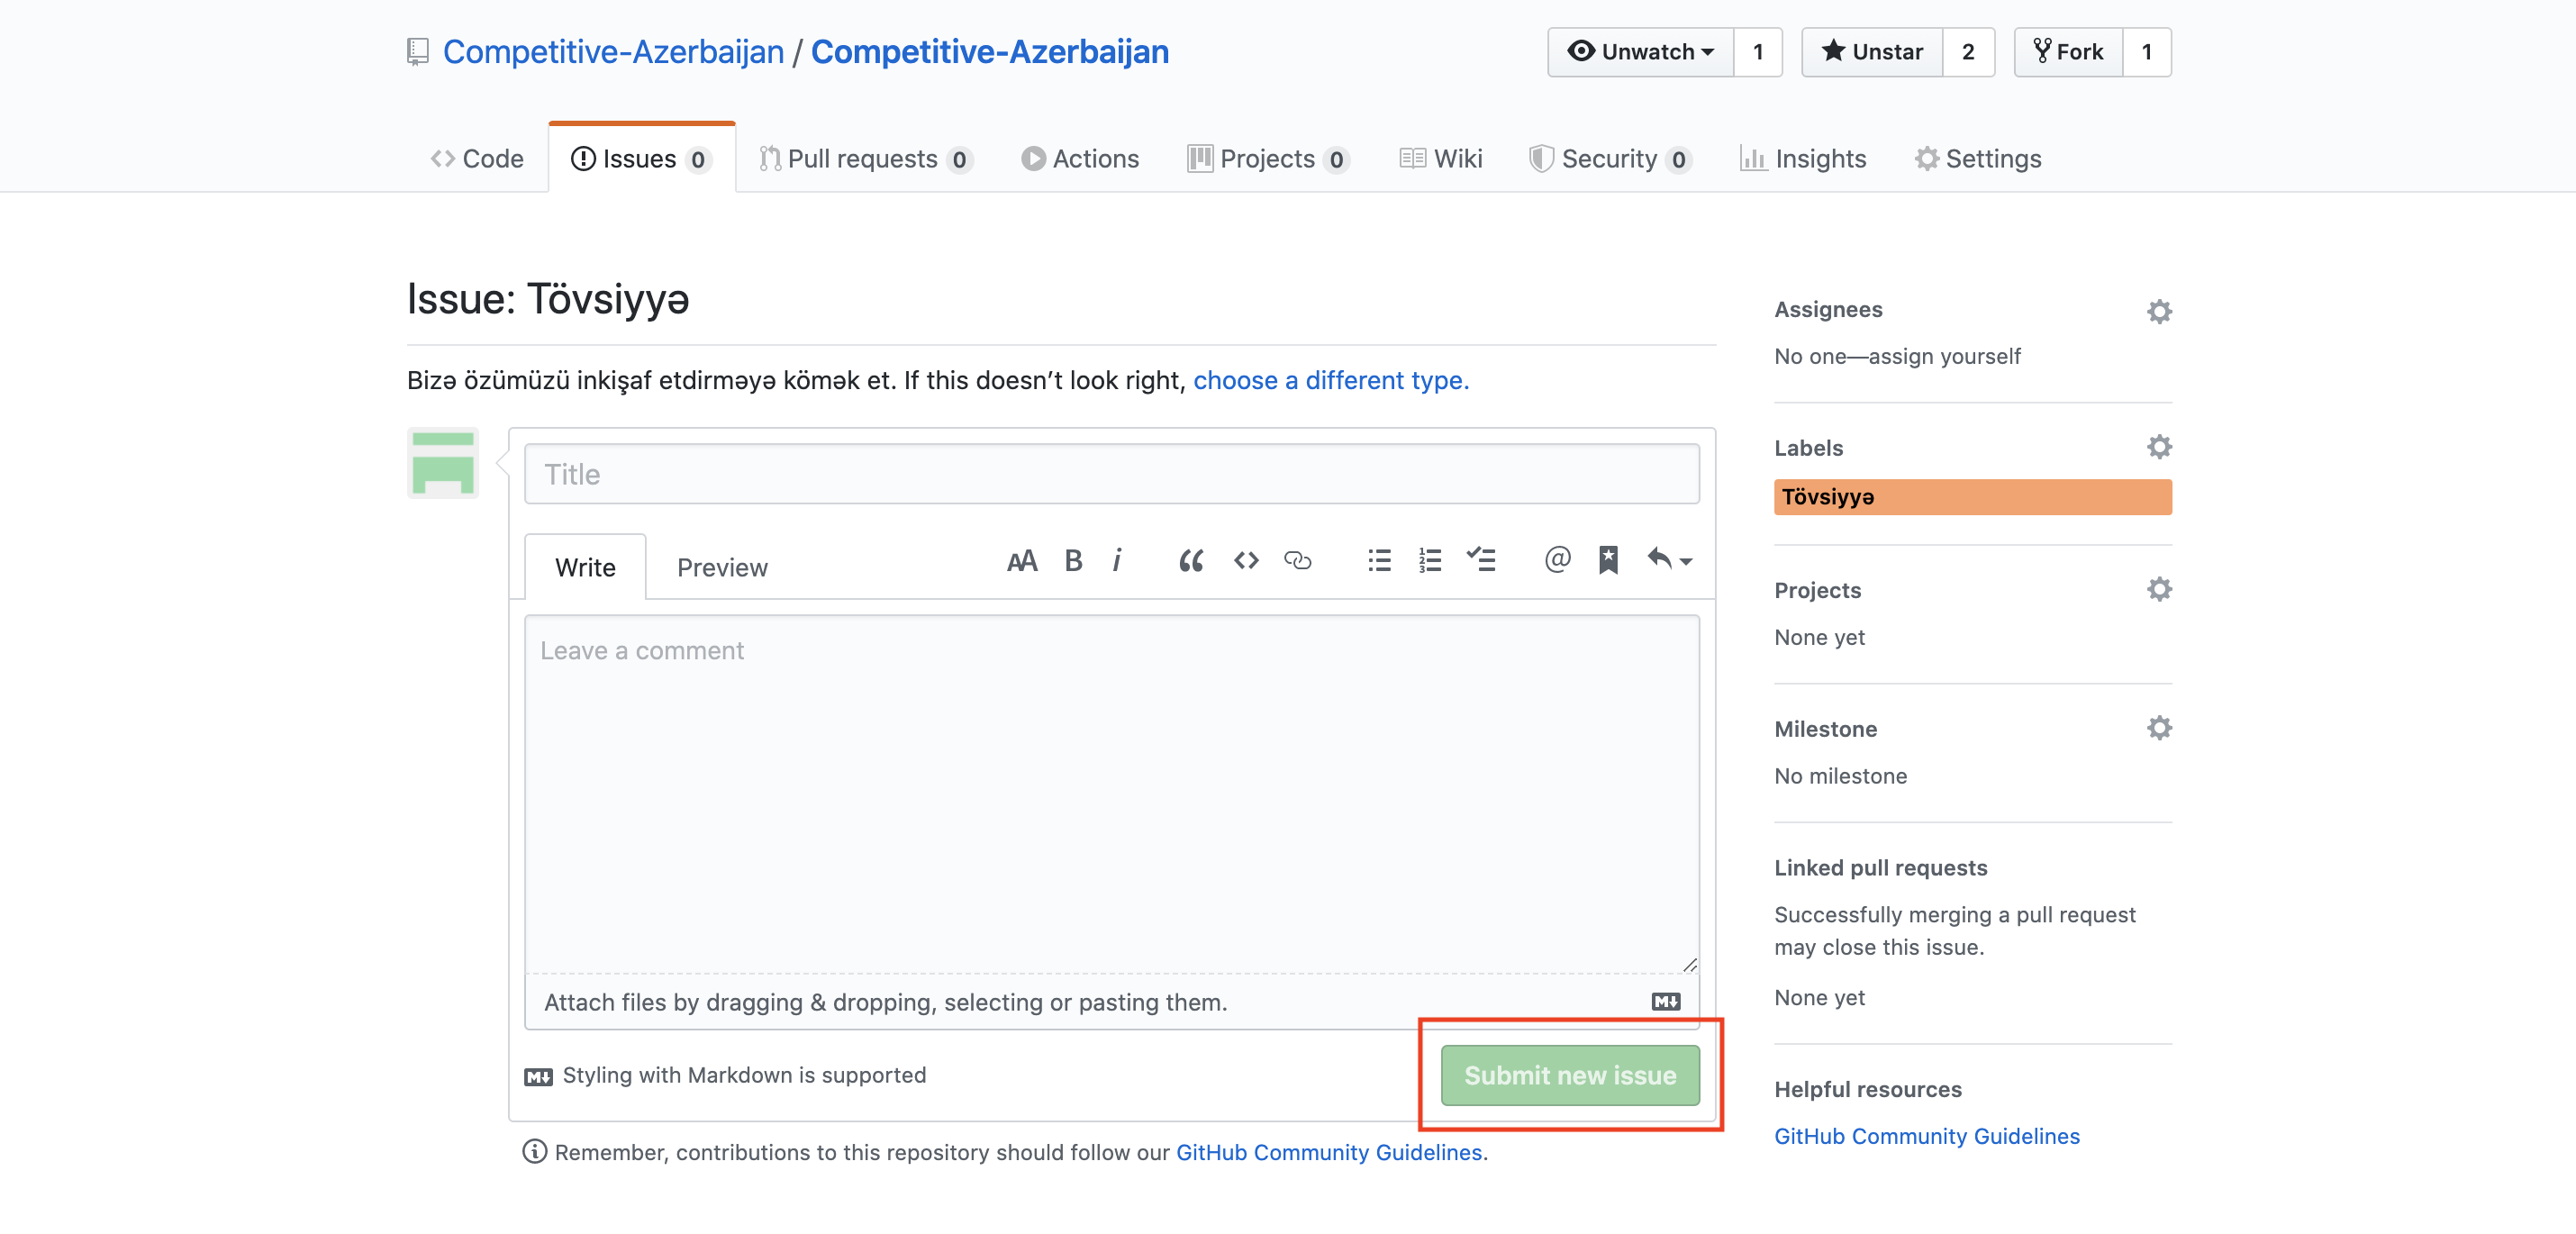 Competitive-Azerbaijan / Competitive-Azerbaijan
Unwatch 1
Unstar 2
Fork 1
Code
Issues 0
Pull requests 0
Actions
Projects 0
Wiki
Security 0
Insights
Settings
Issue: Tövsiyyə
Bizə özümüzü inkişaf etdirməyə kömək et. If this doesn’t look right, choose a different type.
Title
Write
Preview
Leave a comment
Attach files by dragging & dropping, selecting or pasting them.
Styling with Markdown is supported
Submit new issue
Remember, contributions to this repository should follow our GitHub Community Guidelines.
Assignees
No one—assign yourself
Labels
Tövsiyyə
Projects
None yet
Milestone
No milestone
Linked pull requests
Successfully merging a pull request
may close this issue.
None yet
Helpful resources
GitHub Community Guidelines